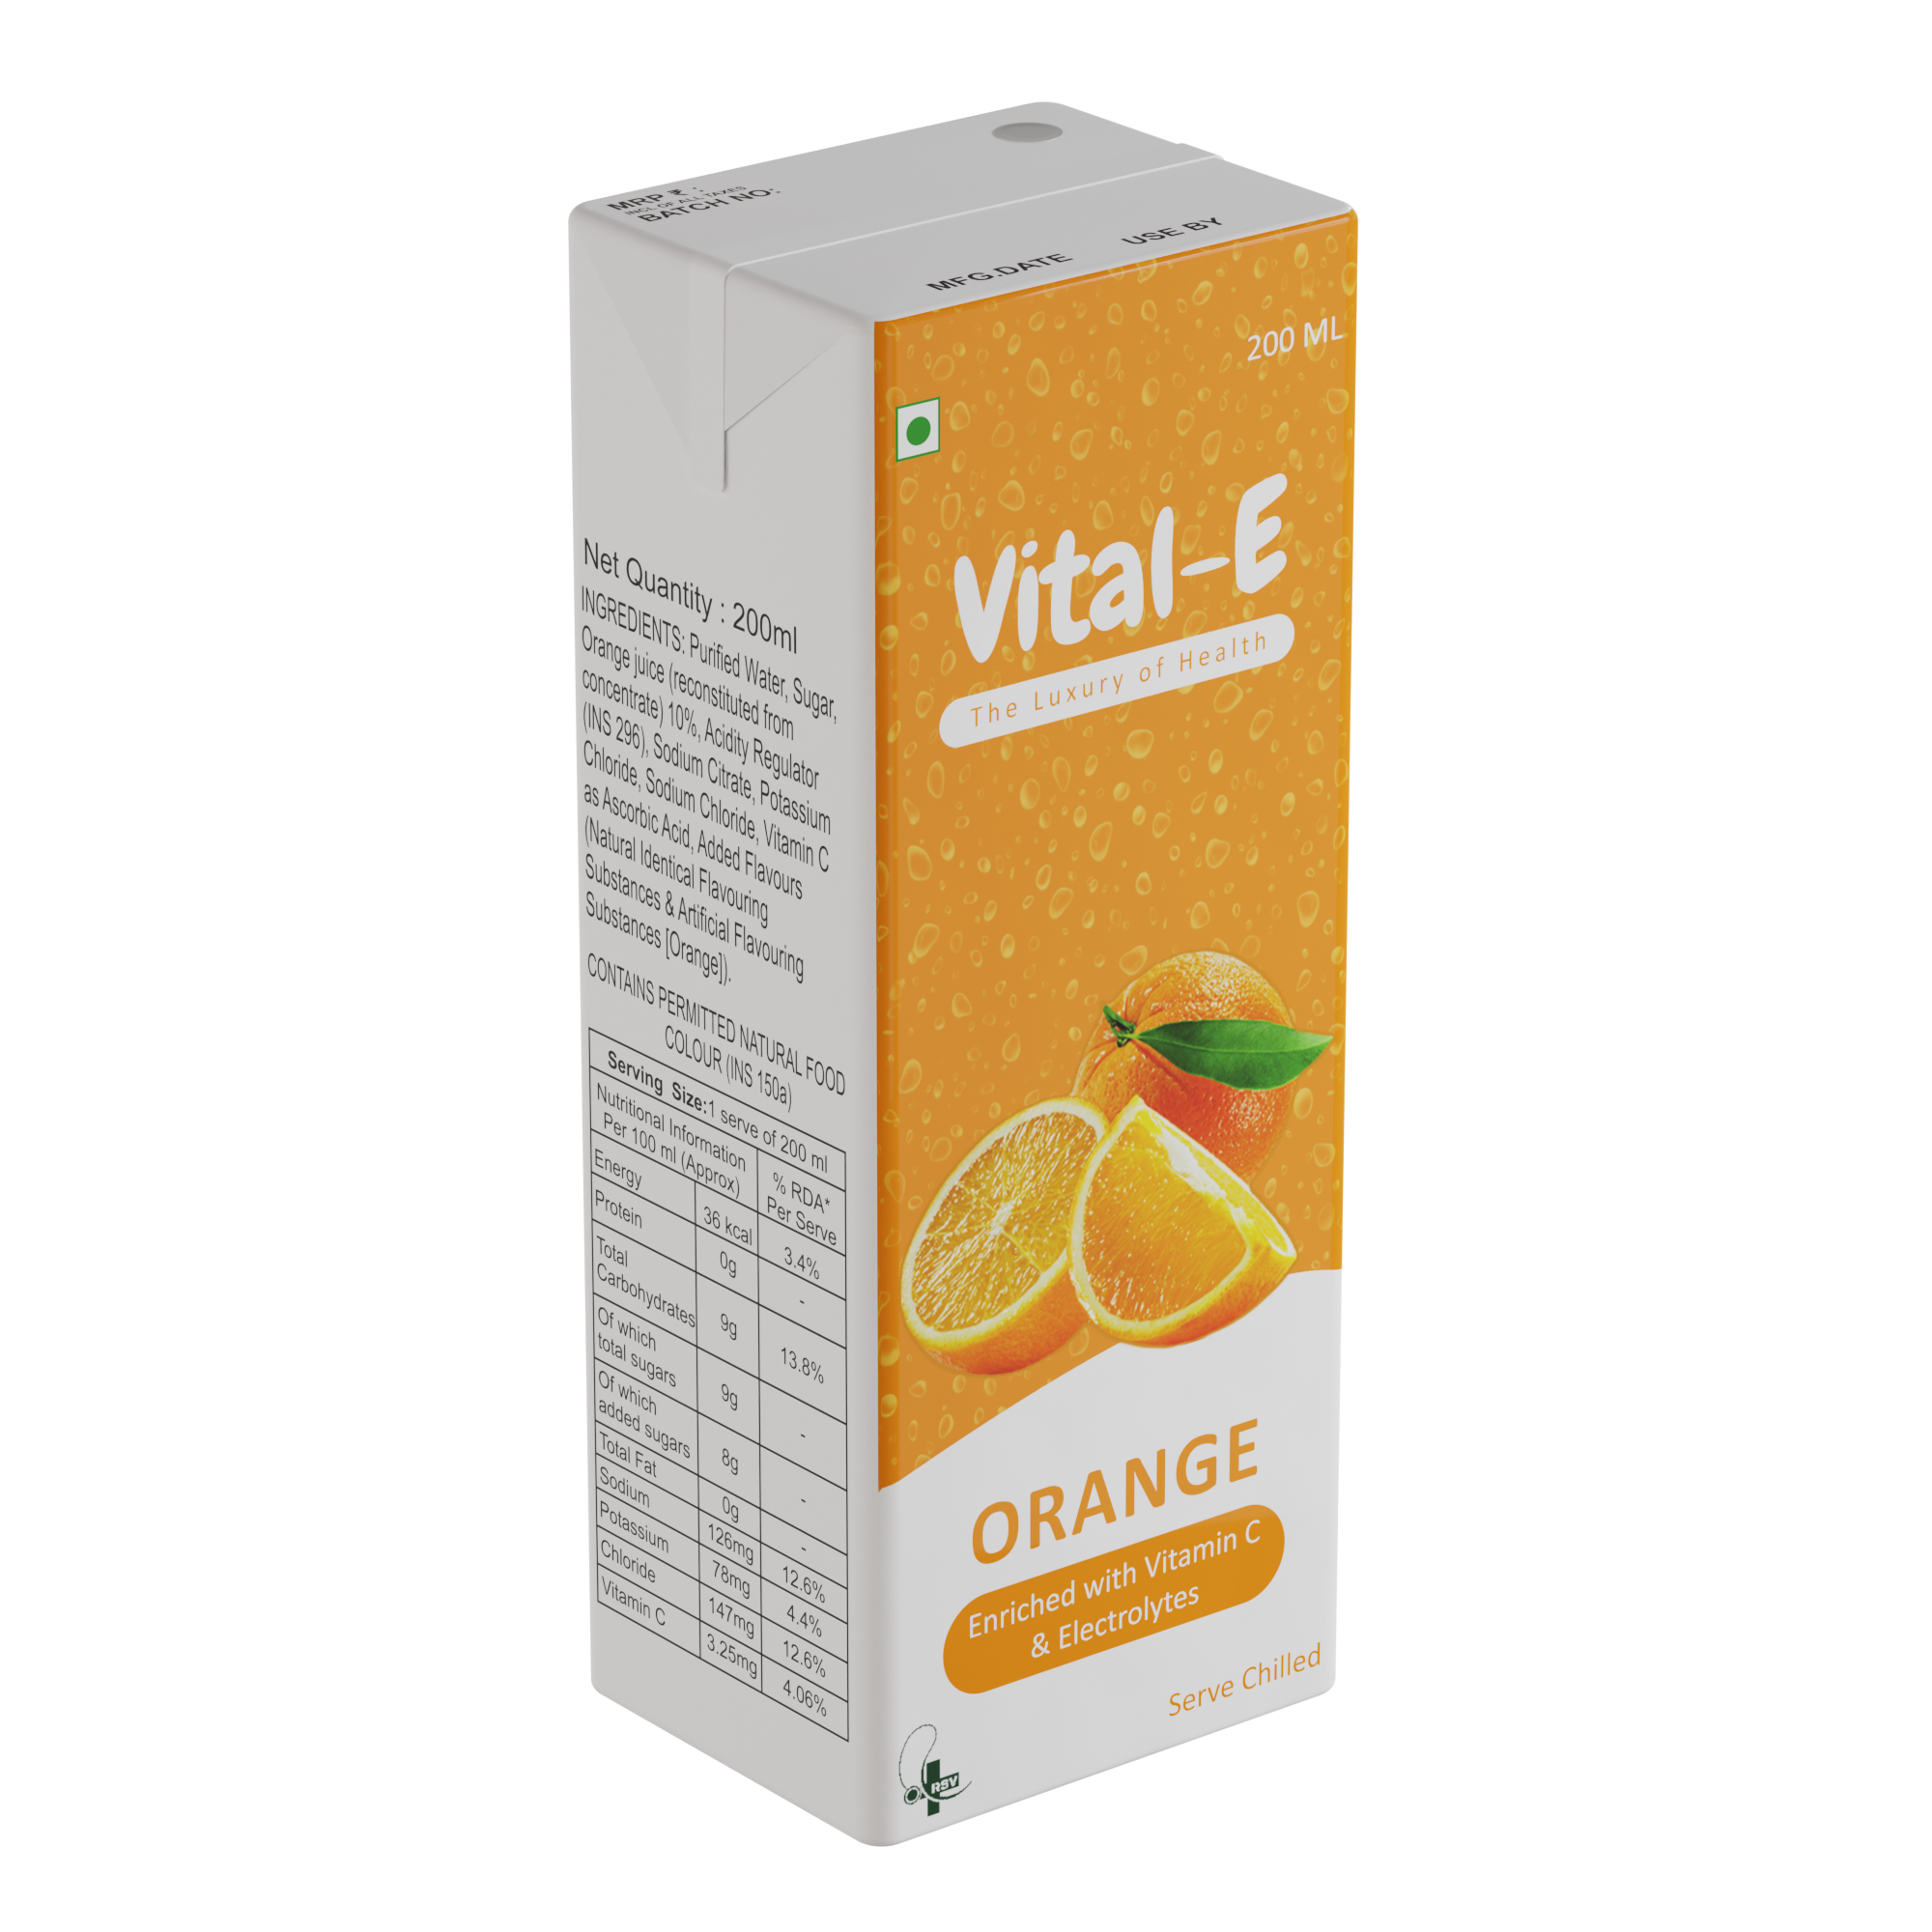 MRP ₹ :
INCL OF ALL TAXES
BATCH NO:
MFG.DATE
USE BY
200 ML
Vital-E
The Luxury of Health
ORANGE
Enriched with Vitamin C
& Electrolytes
Serve Chilled
RSV
Net Quantity : 200ml
INGREDIENTS: Purified Water, Sugar,
Orange juice (reconstituted from
concentrate) 10%, Acidity Regulator
(INS 296), Sodium Citrate, Potassium
Chloride, Sodium Chloride, Vitamin C
as Ascorbic Acid, Added Flavours
(Natural Identical Flavouring
Substances & Artificial Flavouring
Substances [Orange]).
CONTAINS PERMITTED NATURAL FOOD
COLOUR (INS 150a)
Serving Size:1 serve of 200 ml
Nutritional Information
Per 100 ml (Approx)
% RDA*
Per Serve
Energy 36 kcal 3.4%
Protein 0g -
Total
Carbohydrates 9g 13.8%
Of which
total sugars 9g -
Of which
added sugars 8g -
Total Fat 0g -
Sodium 126mg 12.6%
Potassium 78mg 4.4%
Chloride 147mg 12.6%
Vitamin C 3.25mg 4.06%